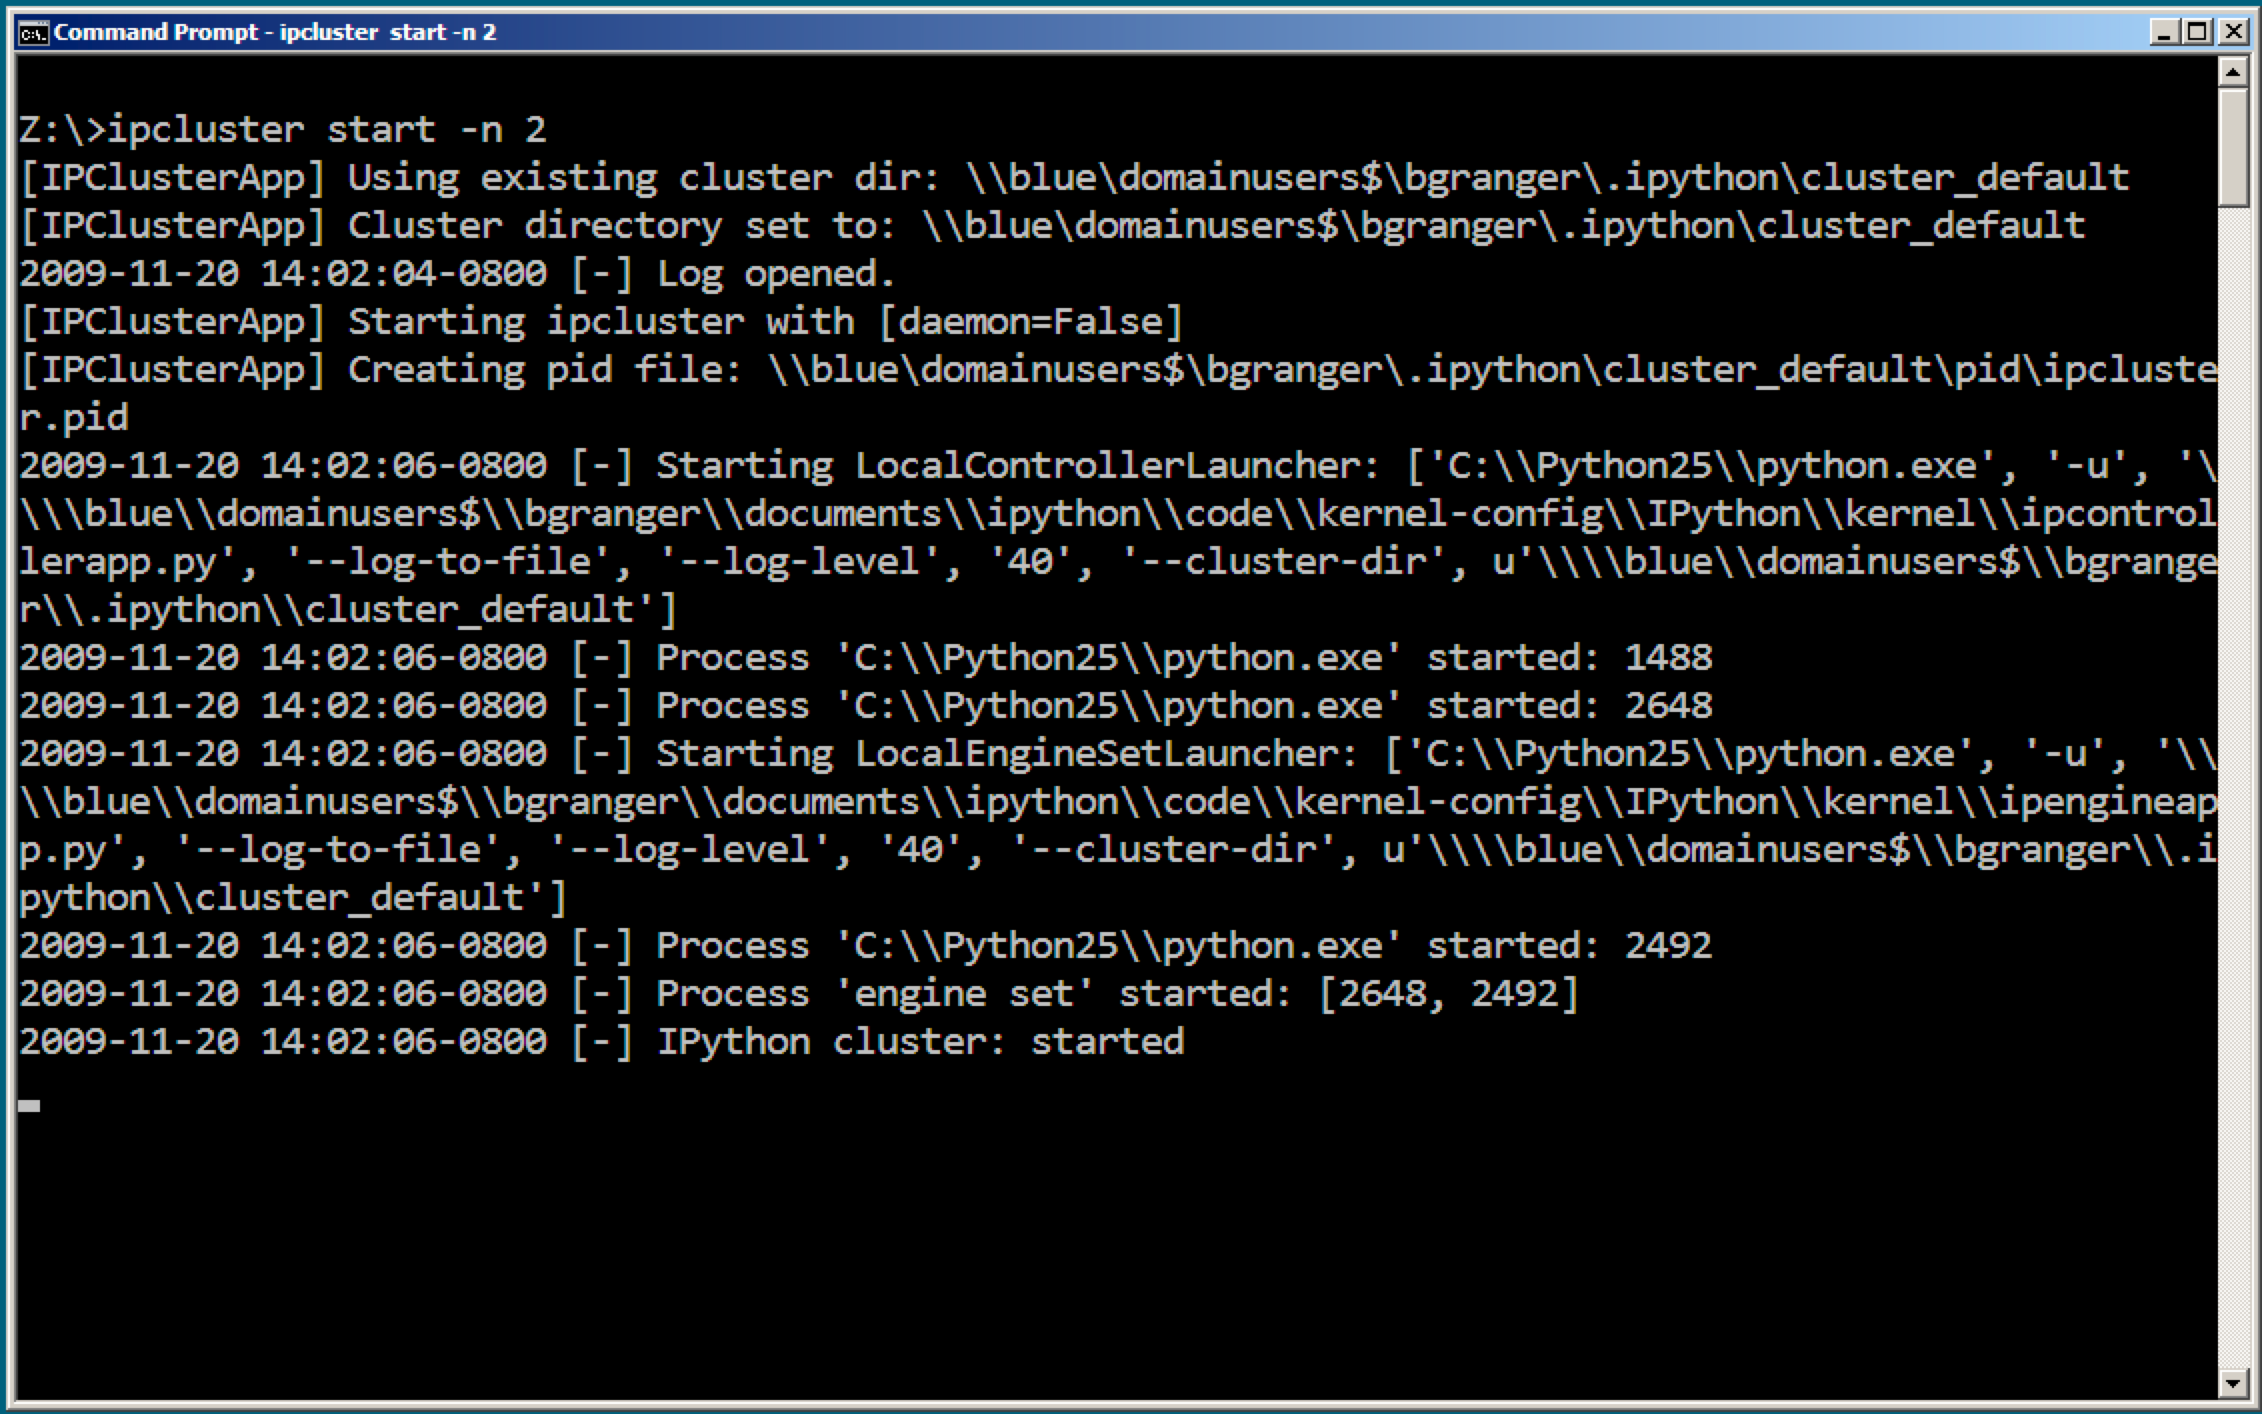 Command Prompt - ipcluster  start -n 2
Z:\>ipcluster start -n 2
[IPClusterApp] Using existing cluster dir: \\blue\domainusers$\bgranger\.ipython\cluster_default
[IPClusterApp] Cluster directory set to: \\blue\domainusers$\bgranger\.ipython\cluster_default
2009-11-20 14:02:04-0800 [-] Log opened.
[IPClusterApp] Starting ipcluster with [daemon=False]
[IPClusterApp] Creating pid file: \\blue\domainusers$\bgranger\.ipython\cluster_default\pid\ipcluste
r.pid
2009-11-20 14:02:06-0800 [-] Starting LocalControllerLauncher: ['C:\\Python25\\python.exe', '-u', '\
\\\blue\\domainusers$\\bgranger\\documents\\ipython\\code\\kernel-config\\IPython\\kernel\\ipcontrol
lerapp.py', '--log-to-file', '--log-level', '40', '--cluster-dir', u'\\\\blue\\domainusers$\\bgrange
r\\.ipython\\cluster_default']
2009-11-20 14:02:06-0800 [-] Process 'C:\\Python25\\python.exe' started: 1488
2009-11-20 14:02:06-0800 [-] Process 'C:\\Python25\\python.exe' started: 2648
2009-11-20 14:02:06-0800 [-] Starting LocalEngineSetLauncher: ['C:\\Python25\\python.exe', '-u', '\\
\\blue\\domainusers$\\bgranger\\documents\\ipython\\code\\kernel-config\\IPython\\kernel\\ipengineap
p.py', '--log-to-file', '--log-level', '40', '--cluster-dir', u'\\\\blue\\domainusers$\\bgranger\\.i
python\\cluster_default']
2009-11-20 14:02:06-0800 [-] Process 'C:\\Python25\\python.exe' started: 2492
2009-11-20 14:02:06-0800 [-] Process 'engine set' started: [2648, 2492]
2009-11-20 14:02:06-0800 [-] IPython cluster: started